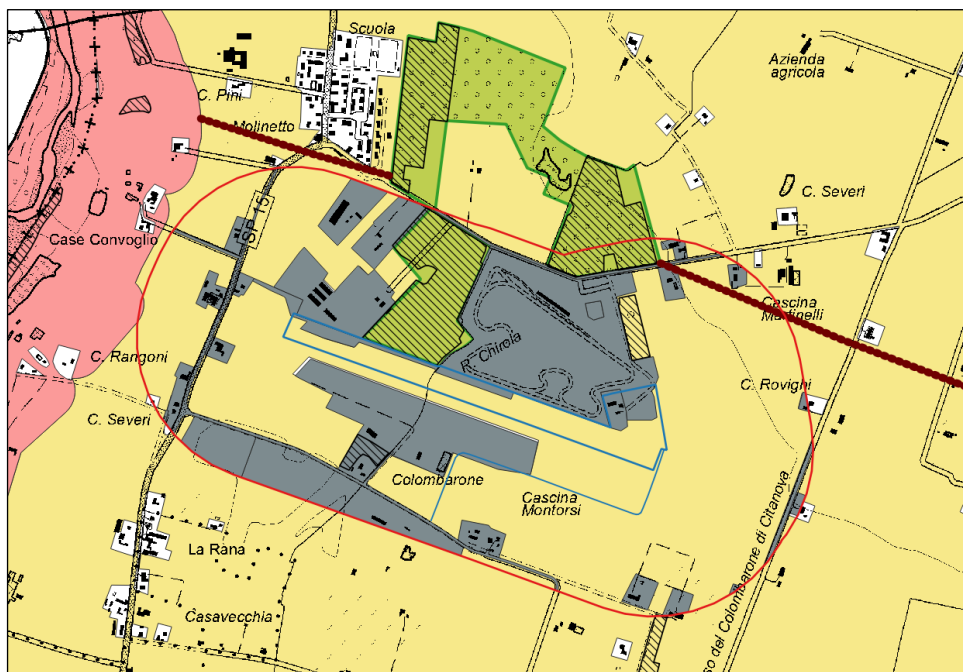 Scuola
Azienda
agricola
C. Pini
Molinetto
C. Severi
SP 15
Case Convoglio
Cascina
Martinelli
R. Chirola
C. Rangoni
C. Rovighi
C. Severi
Colombarone
Cascina
Montorsi
La Rana
Casavecchia
so del Colombarone di Citanova